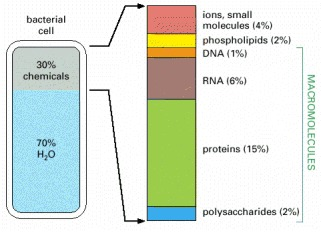 bacterial
cell
30%
chemicals
70%
H₂O
ions, small
molecules (4%)
phospholipids (2%)
DNA (1%)
RNA (6%)
proteins (15%)
polysaccharides (2%)
MACROMOLECULES